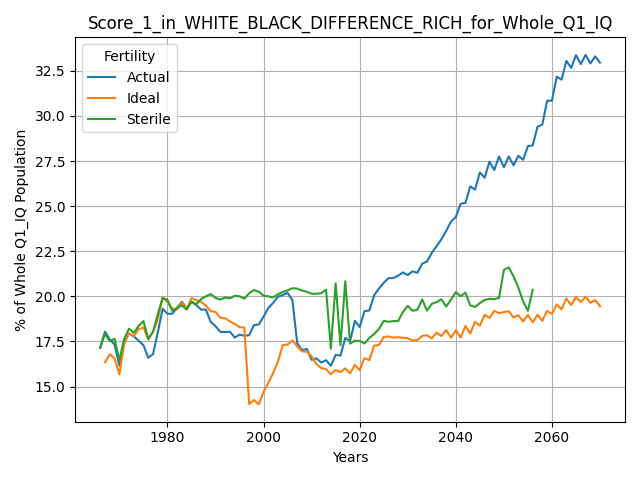 Score_1_in_WHITE_BLACK_DIFFERENCE_RICH_for_Whole_Q1_IQ
Fertility
Actual
Ideal
Sterile
% of Whole Q1_IQ Population
32.5
30.0
27.5
25.0
22.5
20.0
17.5
15.0
1980
2000
2020
2040
2060
Years